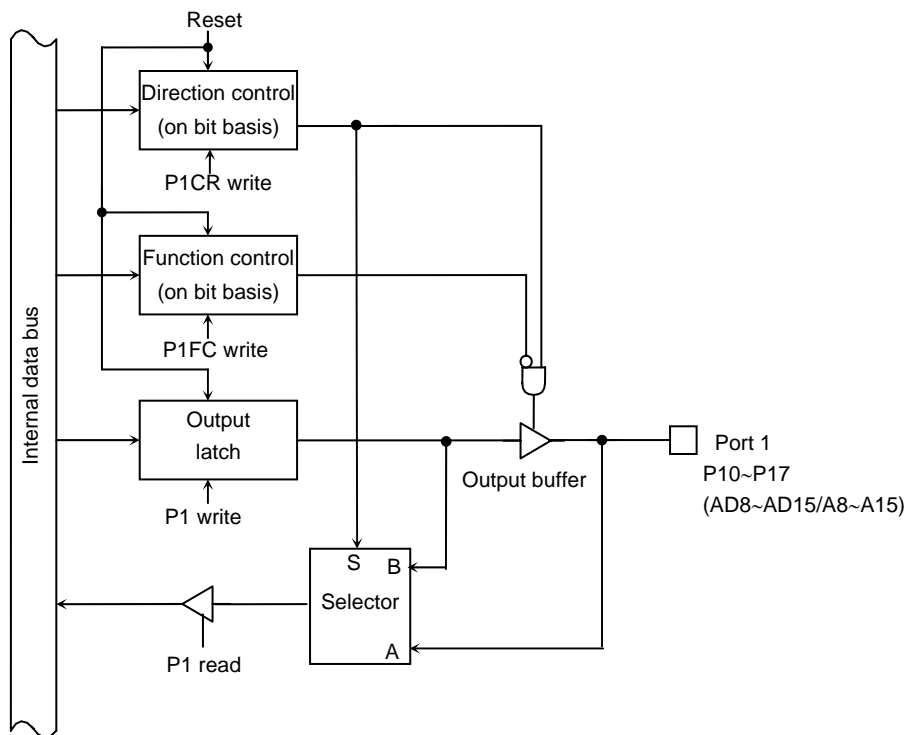 Reset
Direction control
(on bit basis)
P1CR write
Function control
(on bit basis)
P1FC write
Internal data bus
Output
latch
P1 write
Output buffer
Port 1
P10~P17
(AD8~AD15/A8~A15)
S
B
Selector
A
P1 read